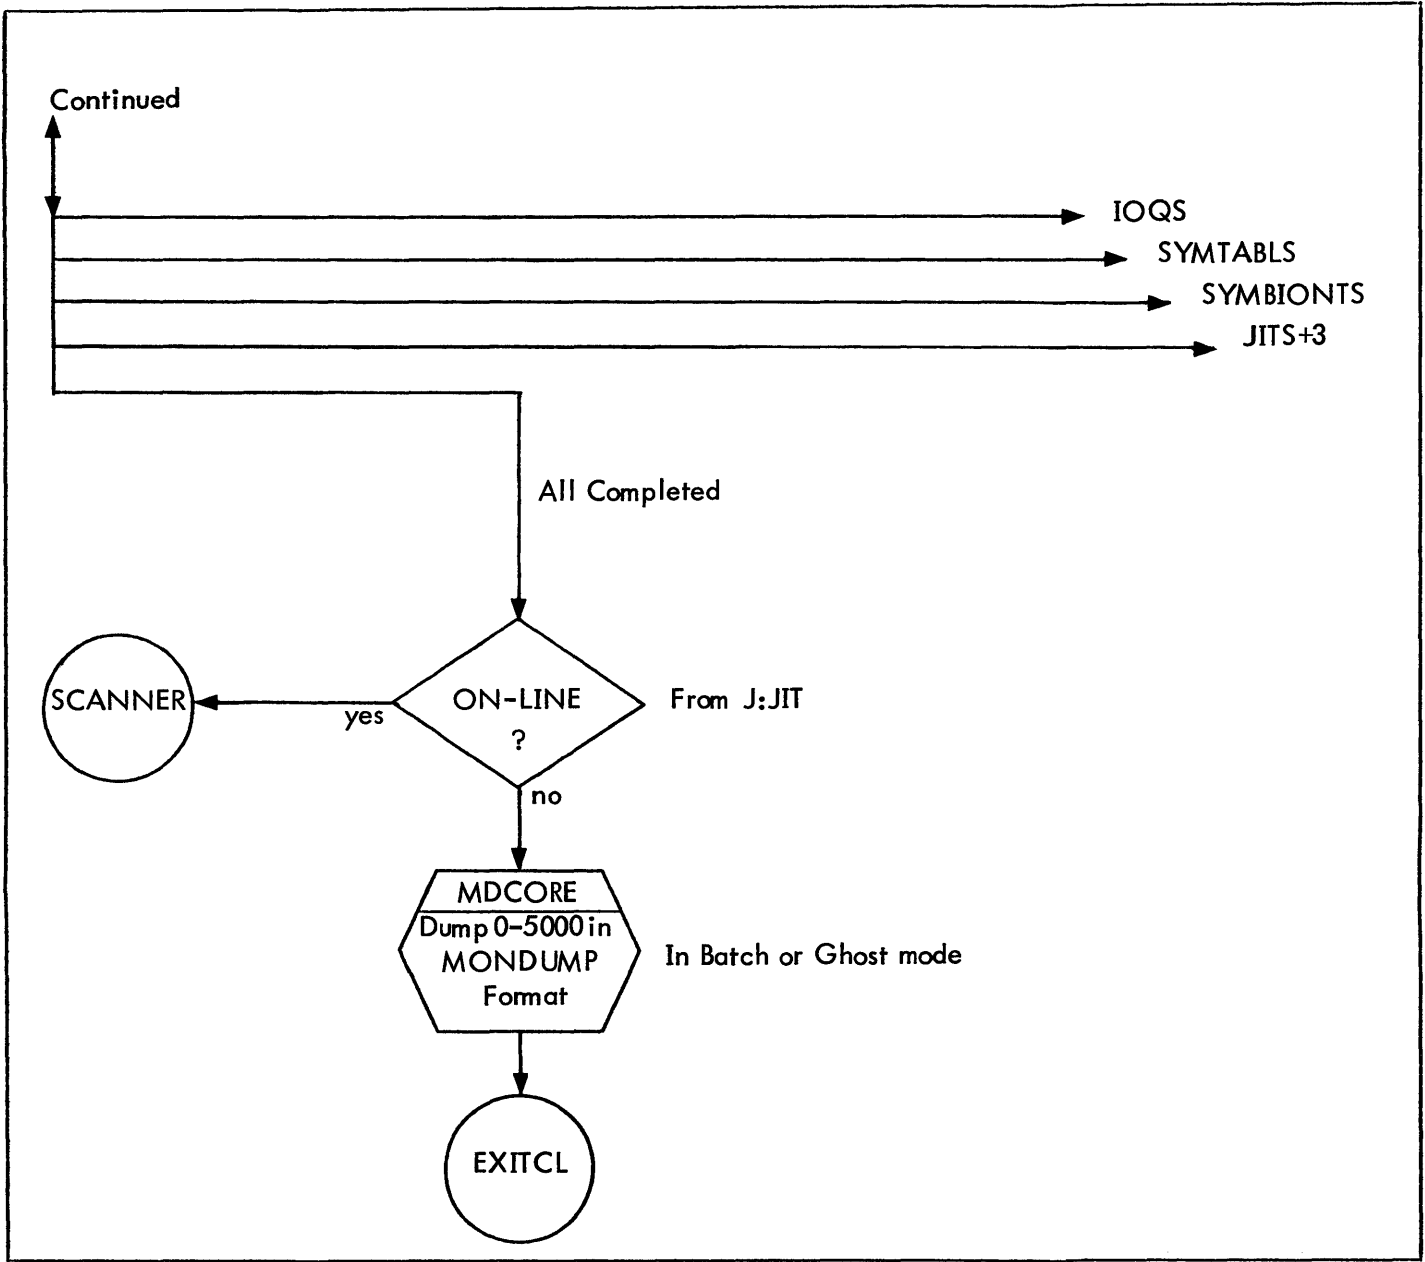 Continued
IOQS
SYMTABLS
SYMBIONTS
JITS+3
All Completed
SCANNER
yes
ON-LINE
?
From J:JIT
no
MDCORE
Dump 0-5000 in
MONDUMP
Format
In Batch or Ghost mode
EXITCL